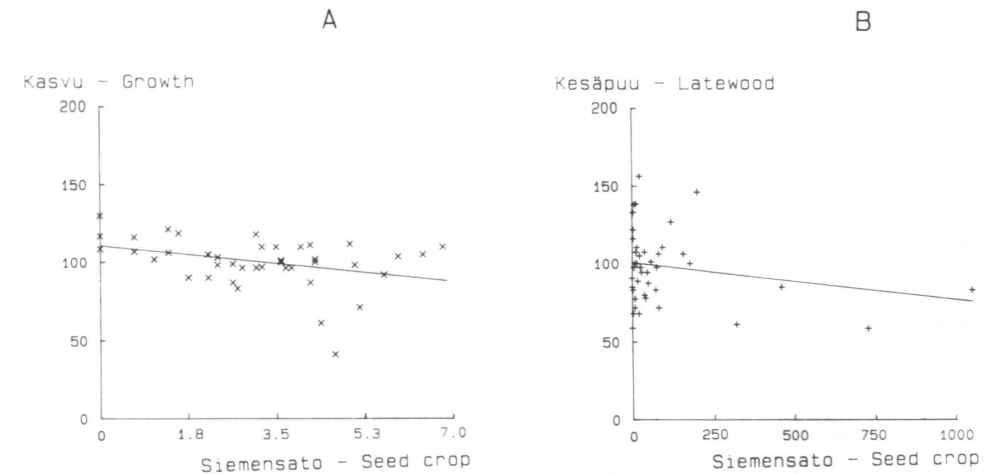 A
Kasvu - Growth
200
150
100
50
0
0 1.8 3.5 5.3 7.0
Siemensato - Seed crop
B
Kesäpuu - Latewood
200
150
100
50
0
0 250 500 750 1000
Siemensato - Seed crop